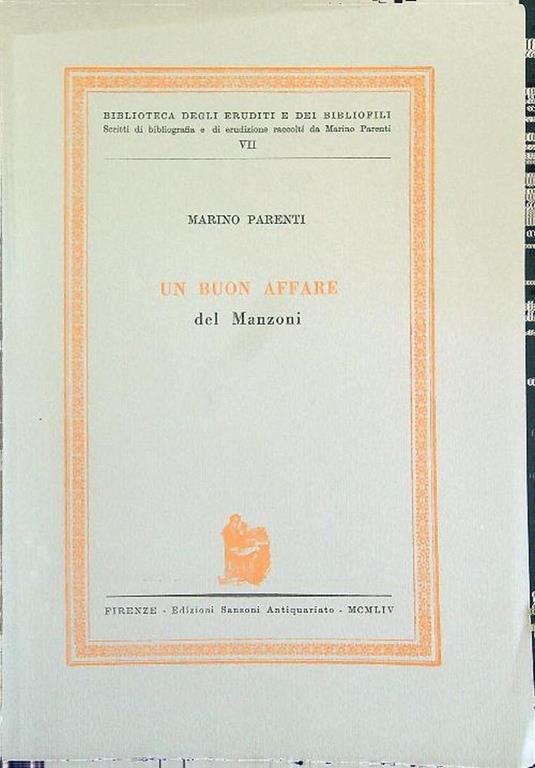 BIBLIOTECA DEGLI ERUDITI E DEI BIBLIOFILI
Scritti di bibliografia e di erudizione raccolti da Marino Parenti
VII
MARINO PARENTI
UN BUON AFFARE
del Manzoni
FIRENZE - Edizioni Sansoni Antiquariato - MCMLIV